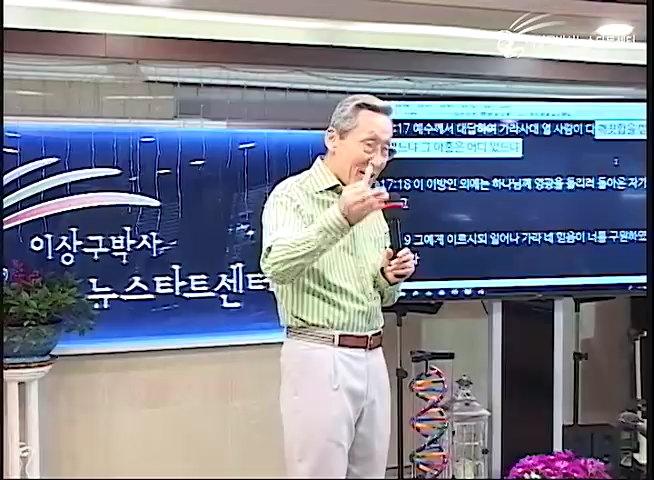 17 예수께서 대답하여 가라사대 열 사람이 다 깨끗함을
그 아홉은 어디 있느냐
17:18 이 이방인 외에는 하나님께 영광을 돌리러 돌아온 자가
그에게 이르시되 일어나 가라 네 믿음이 너를 구원하였
이상구박사
뉴스타트센터